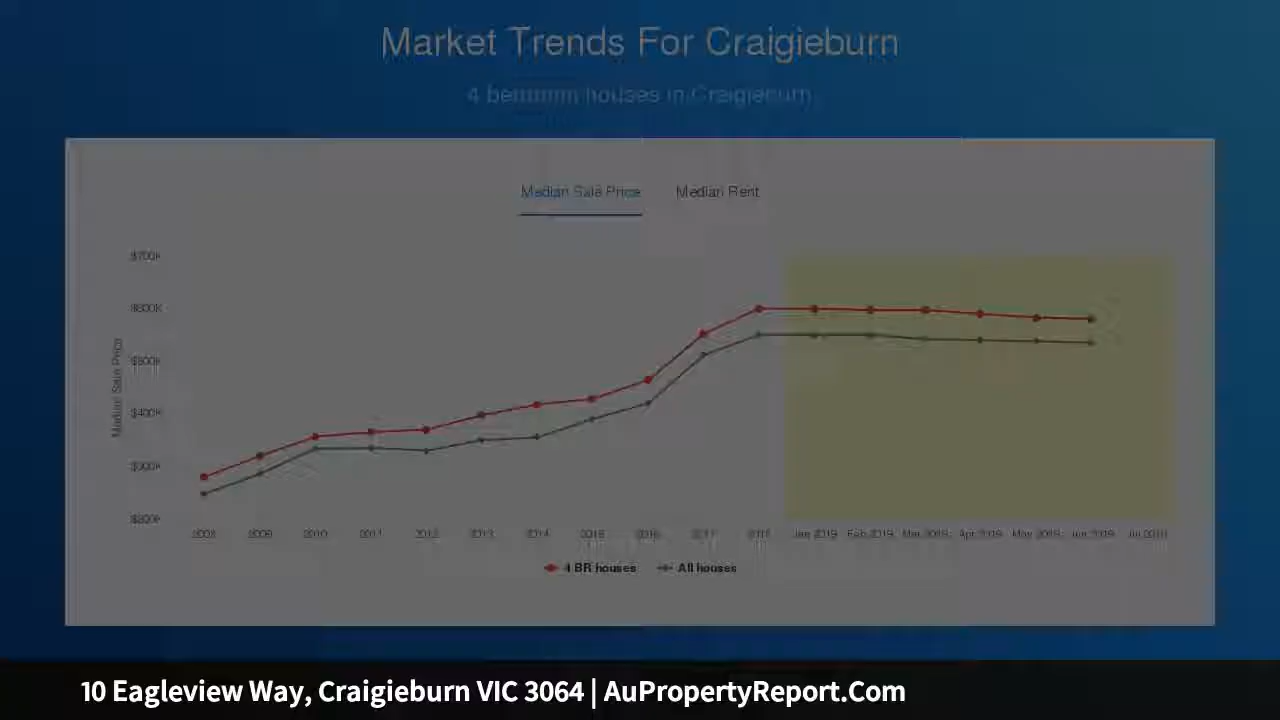 Market Trends For Craigieburn
4 bedroom houses in Craigieburn
Median Sale Price Median Rent
$700K
$600K
$500K
$400K
$300K
$200K
Median Sale Price
2008 2009 2010 2011 2012 2013 2014 2015 2016 2017 2018 Jan 2019 Feb 2019 Mar 2019 Apr 2019 May 2019 Jun 2019 Jul 2019
4 BR houses All houses
10 Eagleview Way, Craigieburn VIC 3064 | AuPropertyReport.Com